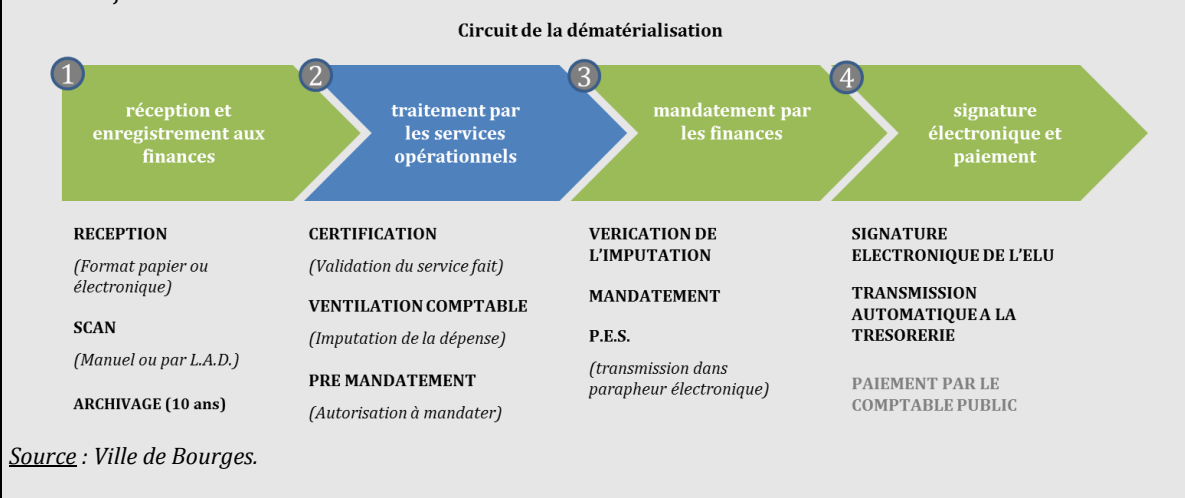 Circuit de la dématérialisation
1
réception et
enregistrement aux
finances
2
traitement par
les services
opérationnels
3
mandatement par
les finances
4
signature
électronique et
paiement
RECEPTION
(Format papier ou
électronique)
SCAN
(Manuel ou par L.A.D.)
ARCHIVAGE (10 ans)
CERTIFICATION
(Validation du service fait)
VENTILATION COMPTABLE
(Imputation de la dépense)
PRE MANDATEMENT
(Autorisation à mandater)
VERICATION DE
L'IMPUTATION
MANDATEMENT
P.E.S.
(transmission dans
parapheur électronique)
SIGNATURE
ELECTRONIQUE DE L'ELU
TRANSMISSION
AUTOMATIQUE A LA
TRESORERIE
PAIEMENT PAR LE
COMPTABLE PUBLIC
Source : Ville de Bourges.